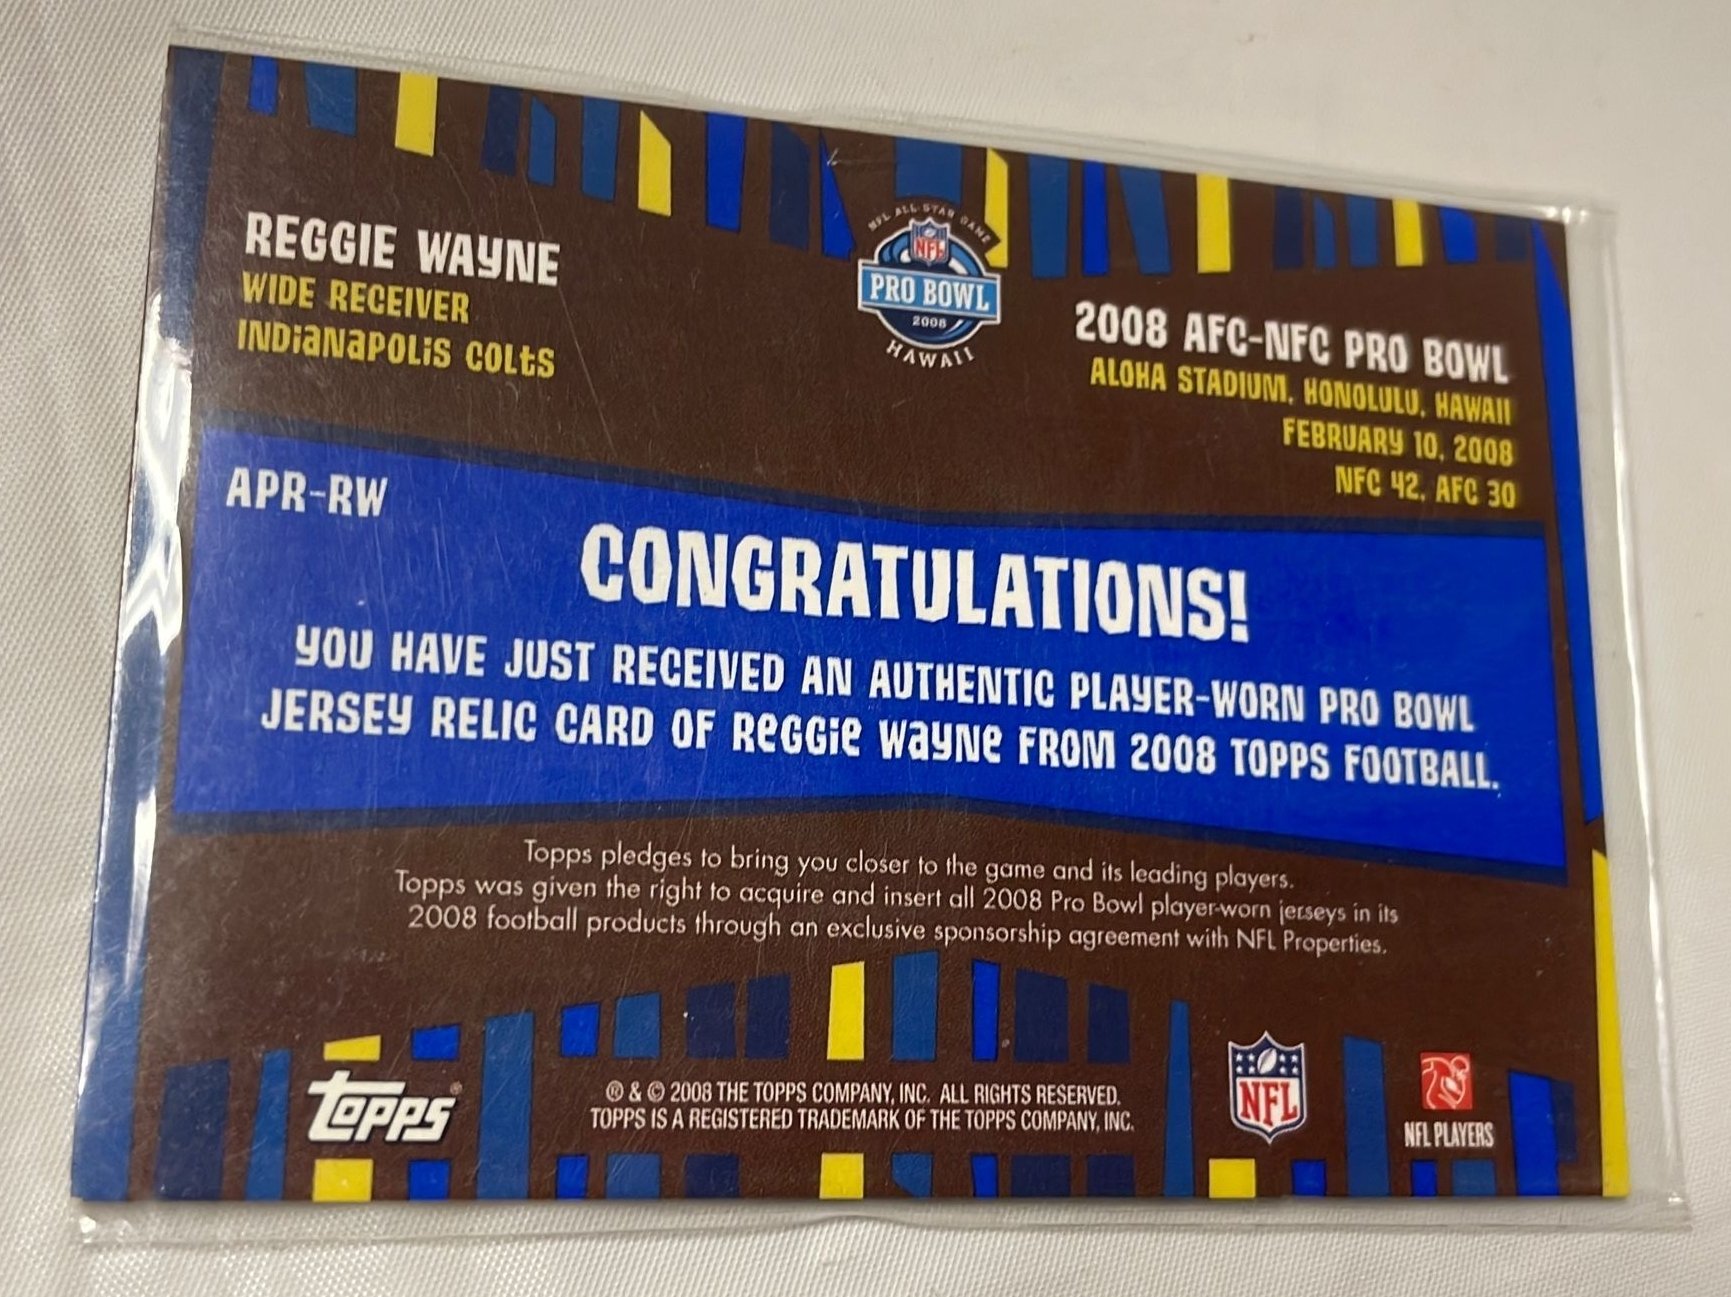 REGGIE WAYNE
WIDE RECEIVER
INDiaNaPOLiS COLtS
NFL ALL-STAR GAME
NFL
PRO BOWL
2008
HAWAII
2008 AFC-NFC PRO BOWL
ALOHA STADIUM, HONOLULU, HAWAII
FEBRUARY 10, 2008
NFC 42, AFC 30
APR-RW
CONGRATULATIONS!
YOU HAVE JUST RECEIVED AN AUTHENTIC PLAYER-WORN PRO BOWL
JERSEY RELIC CARD OF ReGGie WaYNe FROM 2008 TOPPS FOOTBALL.
Topps pledges to bring you closer to the game and its leading players.
Topps was given the right to acquire and insert all 2008 Pro Bowl player-worn jerseys in its
2008 football products through an exclusive sponsorship agreement with NFL Properties.
Topps®
® & © 2008 THE TOPPS COMPANY, INC. ALL RIGHTS RESERVED.
TOPPS IS A REGISTERED TRADEMARK OF THE TOPPS COMPANY, INC.
NFL
NFL PLAYERS